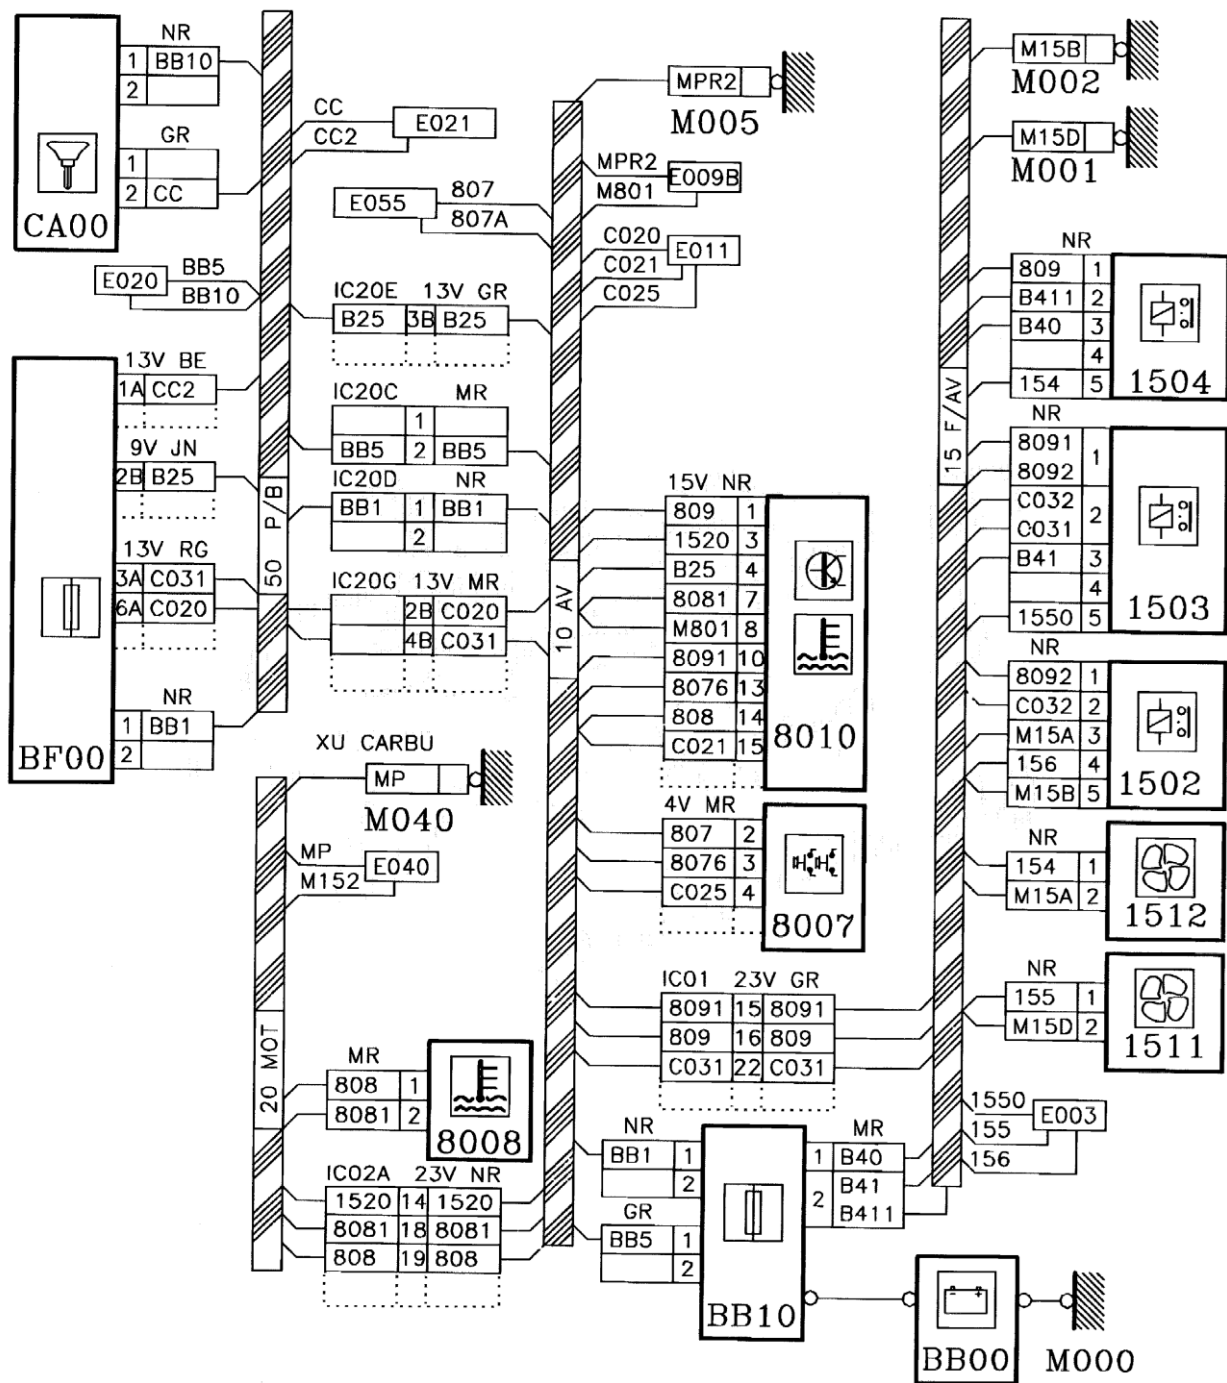 NR
1 BB10
2
GR
1
2 CC
CA00
CC
CC2
E021
E020
BB5
BB10
E055
807
807A
MPR2
M005
MPR2
M801
E009B
C020
C021
C025
E011
M15B
M002
M15D
M001
13V BE
1A CC2
9V JN
2B B25
13V RG
3A C031
6A C020
NR
1 BB1
2
BF00
50 P/B
IC20E 13V GR
B25 3B B25
IC20C MR
1
BB5 2 BB5
IC20D NR
BB1 1 BB1
2
IC20G 13V MR
2B C020
4B C031
10 AV
XU CARBU
MP
M040
MP
M152
E040
20 MOT
MR
808 1
8081 2
8008
IC02A 23V NR
1520 14 1520
8081 18 8081
808 19 808
15V NR
809 1
1520 3
B25 4
8081 7
M801 8
8091 10
8076 13
808 14
C021 15
8010
4V MR
807 2
8076 3
C025 4
8007
IC01 23V GR
8091 15 8091
809 16 809
C031 22 C031
NR
BB1 1
2
GR
BB5 1
2
BB10
MR
1 B40
2 B41
B411
15 F/AV
NR
809 1
B411 2
B40 3
4
154 5
1504
NR
8091 1
8092
C032 2
C031
B41 3
4
1550 5
1503
NR
8092 1
C032 2
M15A 3
156 4
M15B 5
1502
NR
154 1
M15A 2
1512
NR
155 1
M15D 2
1511
1550
155
156
E003
- +
BB00
M000